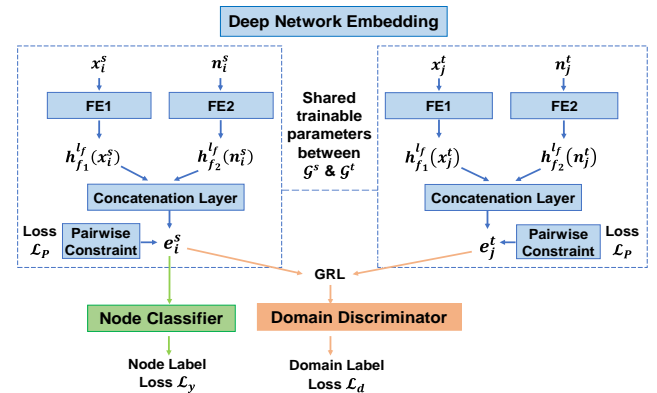 Deep Network Embedding
x_i^s n_i^s
FE1 FE2
h_{f_1}^{l_f}(x_i^s) h_{f_2}^{l_f}(n_i^s)
Concatenation Layer
Loss
𝓛_P
Pairwise
Constraint
e_i^s
Shared
trainable
parameters
between
𝒢^s & 𝒢^t
x_j^t n_j^t
FE1 FE2
h_{f_1}^{l_f}(x_j^t) h_{f_2}^{l_f}(n_j^t)
Concatenation Layer
e_j^t
Pairwise
Constraint
Loss
𝓛_P
GRL
Node Classifier
Domain Discriminator
Node Label
Loss 𝓛_y
Domain Label
Loss 𝓛_d